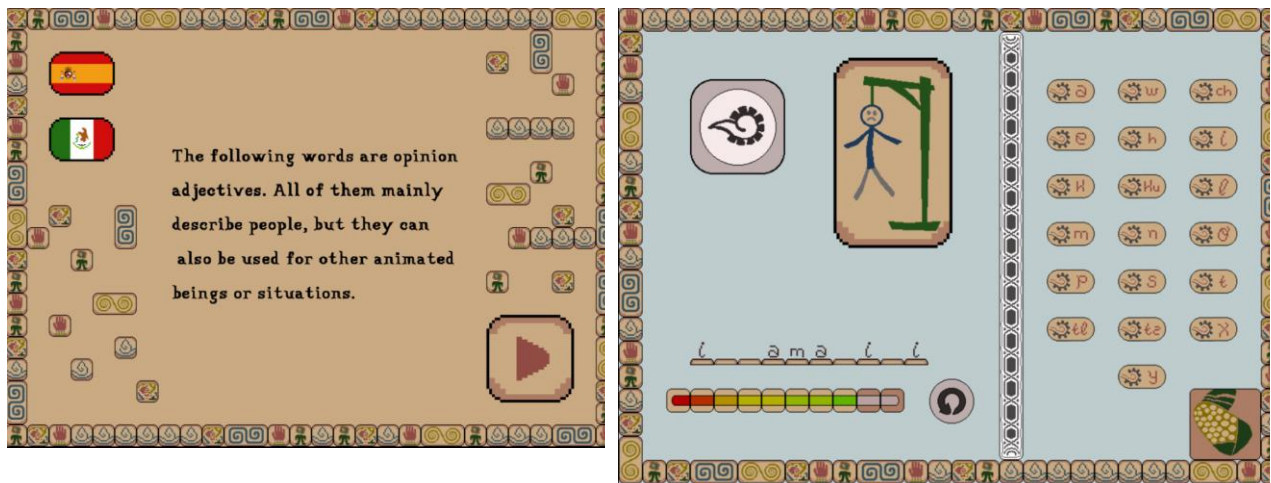 The following words are opinion
adjectives. All of them mainly
describe people, but they can
also be used for other animated
beings or situations.
i _ _ a m a _ i _ i
a w ch
e h i
k ku l
m n o
p s t
tl tz x
y